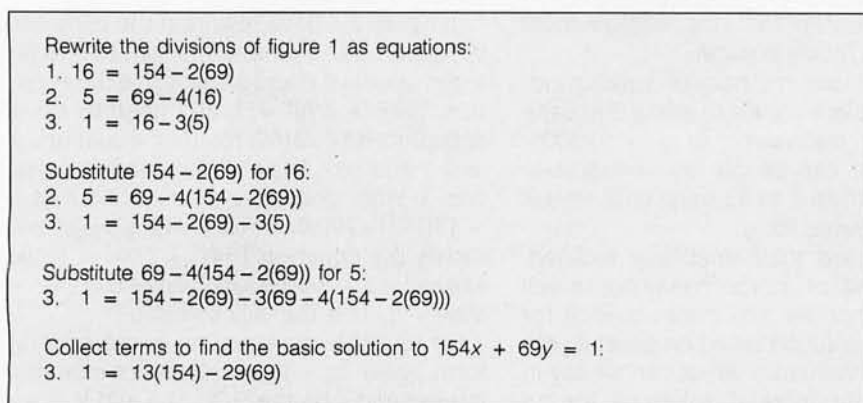 Rewrite the divisions of figure 1 as equations:
1. 16 = 154 – 2(69)
2. 5 = 69 – 4(16)
3. 1 = 16 – 3(5)
Substitute 154 – 2(69) for 16:
2. 5 = 69 – 4(154 – 2(69))
3. 1 = 154 – 2(69) – 3(5)
Substitute 69 – 4(154 – 2(69)) for 5:
3. 1 = 154 – 2(69) – 3(69 – 4(154 – 2(69)))
Collect terms to find the basic solution to 154x + 69y = 1:
3. 1 = 13(154) – 29(69)